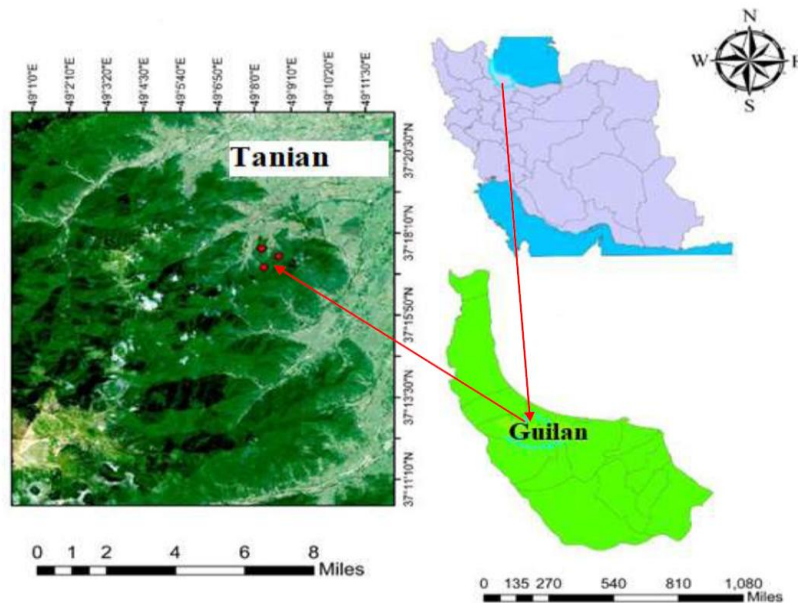 49°1'0"E
49°2'10"E
49°3'20"E
49°4'30"E
49°5'40"E
49°6'50"E
49°8'0"E
49°9'10"E
49°10'20"E
49°11'30"E
Tanian
37°20'30"N
37°18'10"N
37°15'50"N
37°13'30"N
37°11'10"N
0 1 2 4 6 8
Miles
N
W E
S
Guilan
0 135 270 540 810 1,080
Miles